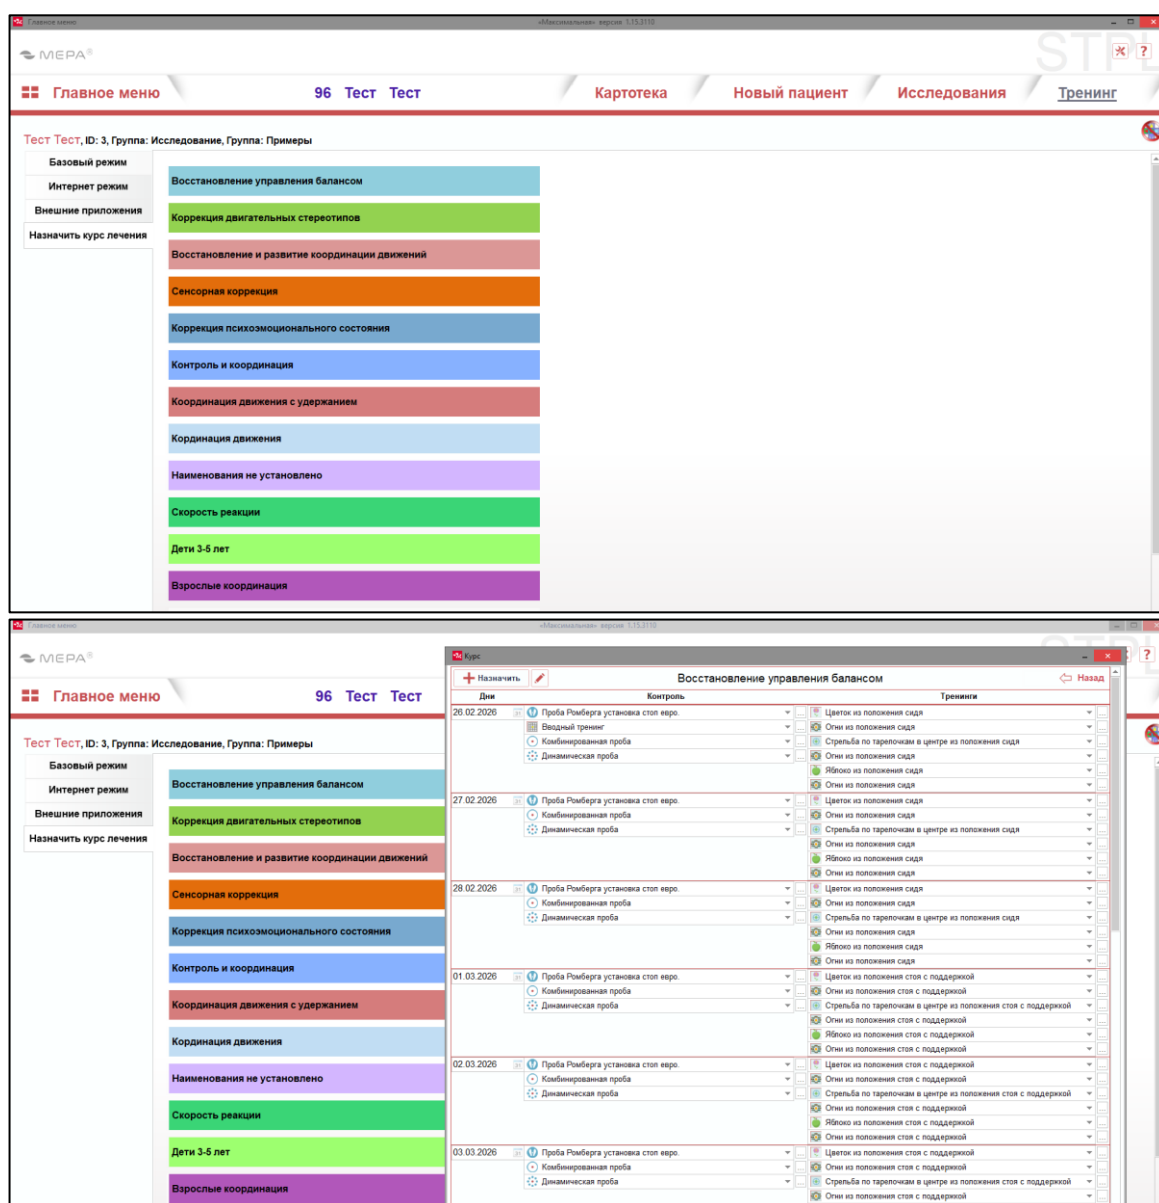 Главное меню «Максимальная» версия 1.15.3110
STPL
МЕРА®
Главное меню 96 Тест Тест Картотека Новый пациент Исследования Тренинг
Тест Тест, ID: 3, Группа: Исследование, Группа: Примеры
Базовый режим
Интернет режим
Внешние приложения
Назначить курс лечения
Восстановление управления балансом
Коррекция двигательных стереотипов
Восстановление и развитие координации движений
Сенсорная коррекция
Коррекция психоэмоционального состояния
Контроль и координация
Координация движения с удержанием
Кординация движения
Наименования не установлено
Скорость реакции
Дети 3-5 лет
Взрослые координация
Главное меню «Максимальная» версия 1.15.3110
МЕРА®
Главное меню 96 Тест Тест
Тест Тест, ID: 3, Группа: Исследование, Группа: Примеры
Базовый режим
Интернет режим
Внешние приложения
Назначить курс лечения
Восстановление управления балансом
Коррекция двигательных стереотипов
Восстановление и развитие координации движений
Сенсорная коррекция
Коррекция психоэмоционального состояния
Контроль и координация
Координация движения с удержанием
Кординация движения
Наименования не установлено
Скорость реакции
Дети 3-5 лет
Взрослые координация
Курс
Назначить Восстановление управления балансом Назад
Дни Контроль Тренинги
26.02.2026 Проба Ромберга установка стоп евро. Цветок из положения сидя
Вводный тренинг Огни из положения сидя
Комбинированная проба Стрельба по тарелочкам в центре из положения сидя
Динамическая проба Огни из положения сидя
Яблоко из положения сидя
Огни из положения сидя
27.02.2026 Проба Ромберга установка стоп евро. Цветок из положения сидя
Комбинированная проба Огни из положения сидя
Динамическая проба Стрельба по тарелочкам в центре из положения сидя
Огни из положения сидя
Яблоко из положения сидя
Огни из положения сидя
28.02.2026 Проба Ромберга установка стоп евро. Цветок из положения сидя
Комбинированная проба Огни из положения сидя
Динамическая проба Стрельба по тарелочкам в центре из положения сидя
Огни из положения сидя
Яблоко из положения сидя
Огни из положения сидя
01.03.2026 Проба Ромберга установка стоп евро. Цветок из положения стоя с поддержкой
Комбинированная проба Огни из положения стоя с поддержкой
Динамическая проба Стрельба по тарелочкам в центре из положения стоя с поддержкой
Огни из положения стоя с поддержкой
Яблоко из положения стоя с поддержкой
Огни из положения стоя с поддержкой
02.03.2026 Проба Ромберга установка стоп евро. Цветок из положения стоя с поддержкой
Комбинированная проба Огни из положения стоя с поддержкой
Динамическая проба Стрельба по тарелочкам в центре из положения стоя с поддержкой
Огни из положения стоя с поддержкой
Яблоко из положения стоя с поддержкой
Огни из положения стоя с поддержкой
03.03.2026 Проба Ромберга установка стоп евро. Цветок из положения стоя с поддержкой
Комбинированная проба Огни из положения стоя с поддержкой
Динамическая проба Стрельба по тарелочкам в центре из положения стоя с поддержкой
Огни из положения стоя с поддержкой